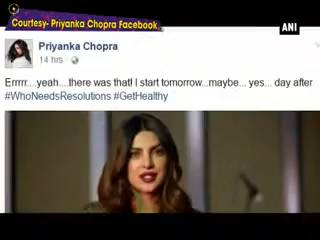 Courtesy- Priyanka Chopra Facebook
ANI
Priyanka Chopra
14 hrs ·
Errrrr....yeah....there was that! I start tomorrow...maybe... yes... day after
#WhoNeedsResolutions #GetHealthy